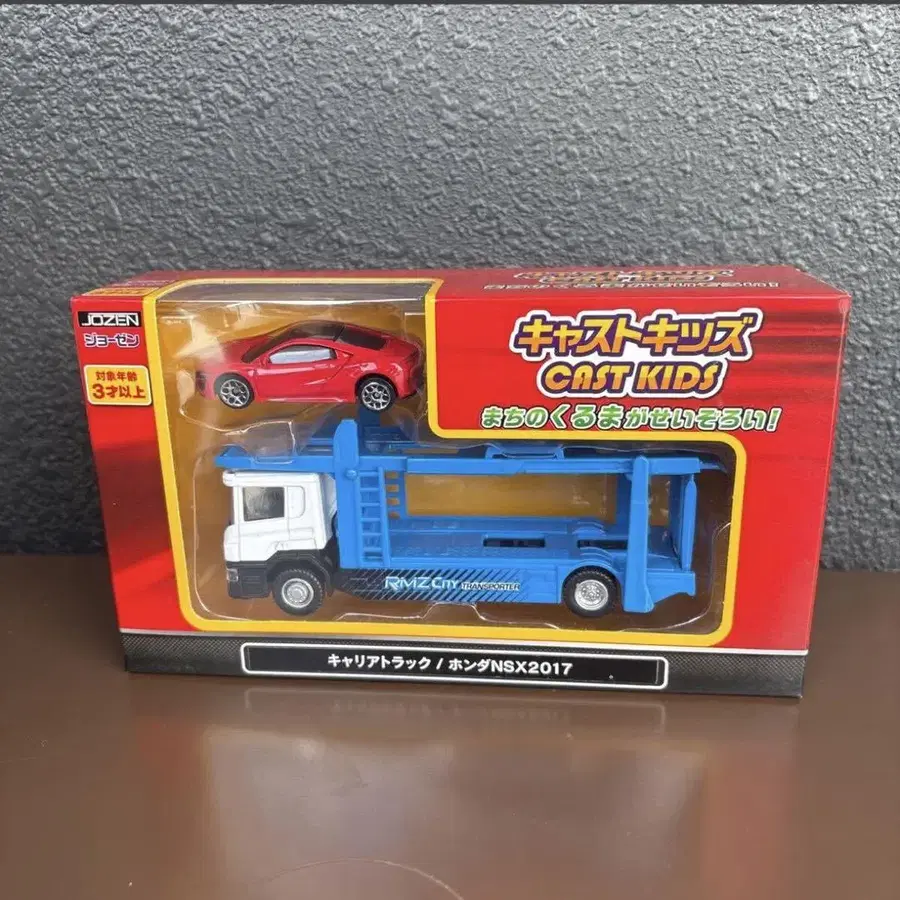 JOZEN
ジョーゼン
対象年齢
3才以上
キャストキッズ
CAST KIDS
まちのくるまがせいぞろい!
RMZ City TRANSPORTER
キャリアトラック / ホンダNSX2017